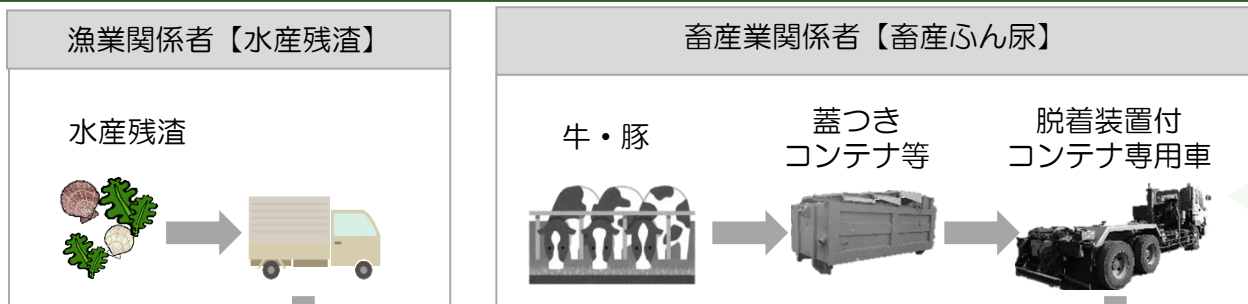 漁業関係者【水産残渣】
畜産業関係者【畜産ふん尿】
水産残渣
牛・豚
蓋つき
コンテナ等
脱着装置付
コンテナ専用車